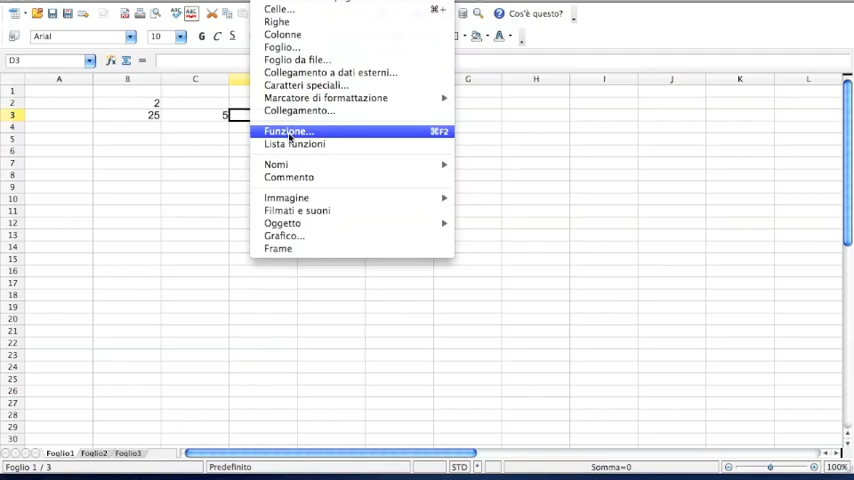 Cos'è questo?
Arial 10 G C S
D3
A B C G H I J K L
Celle... ⌘+
Righe
Colonne
Foglio...
Foglio da file...
Collegamento a dati esterni...
Caratteri speciali...
Marcatore di formattazione
Collegamento...
Funzione... ⌘F2
Lista funzioni
Nomi
Commento
Immagine
Filmati e suoni
Oggetto
Grafico...
Frame
1
2 2
3 25 5
4
5
6
7
8
9
10
11
12
13
14
15
16
17
18
19
20
21
22
23
24
25
26
27
28
29
30
Foglio1 Foglio2 Foglio3
Foglio 1 / 3 Predefinito STD * Somma=0 100%